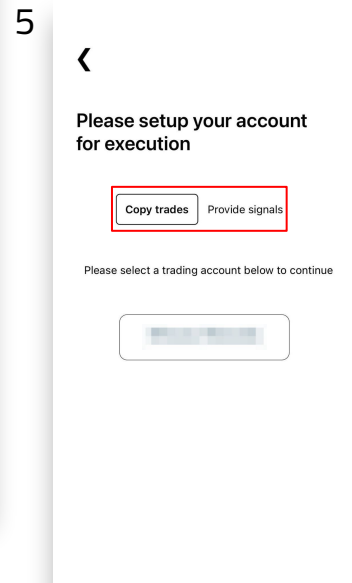 5
Please setup your account
for execution
Copy trades Provide signals
Please select a trading account below to continue